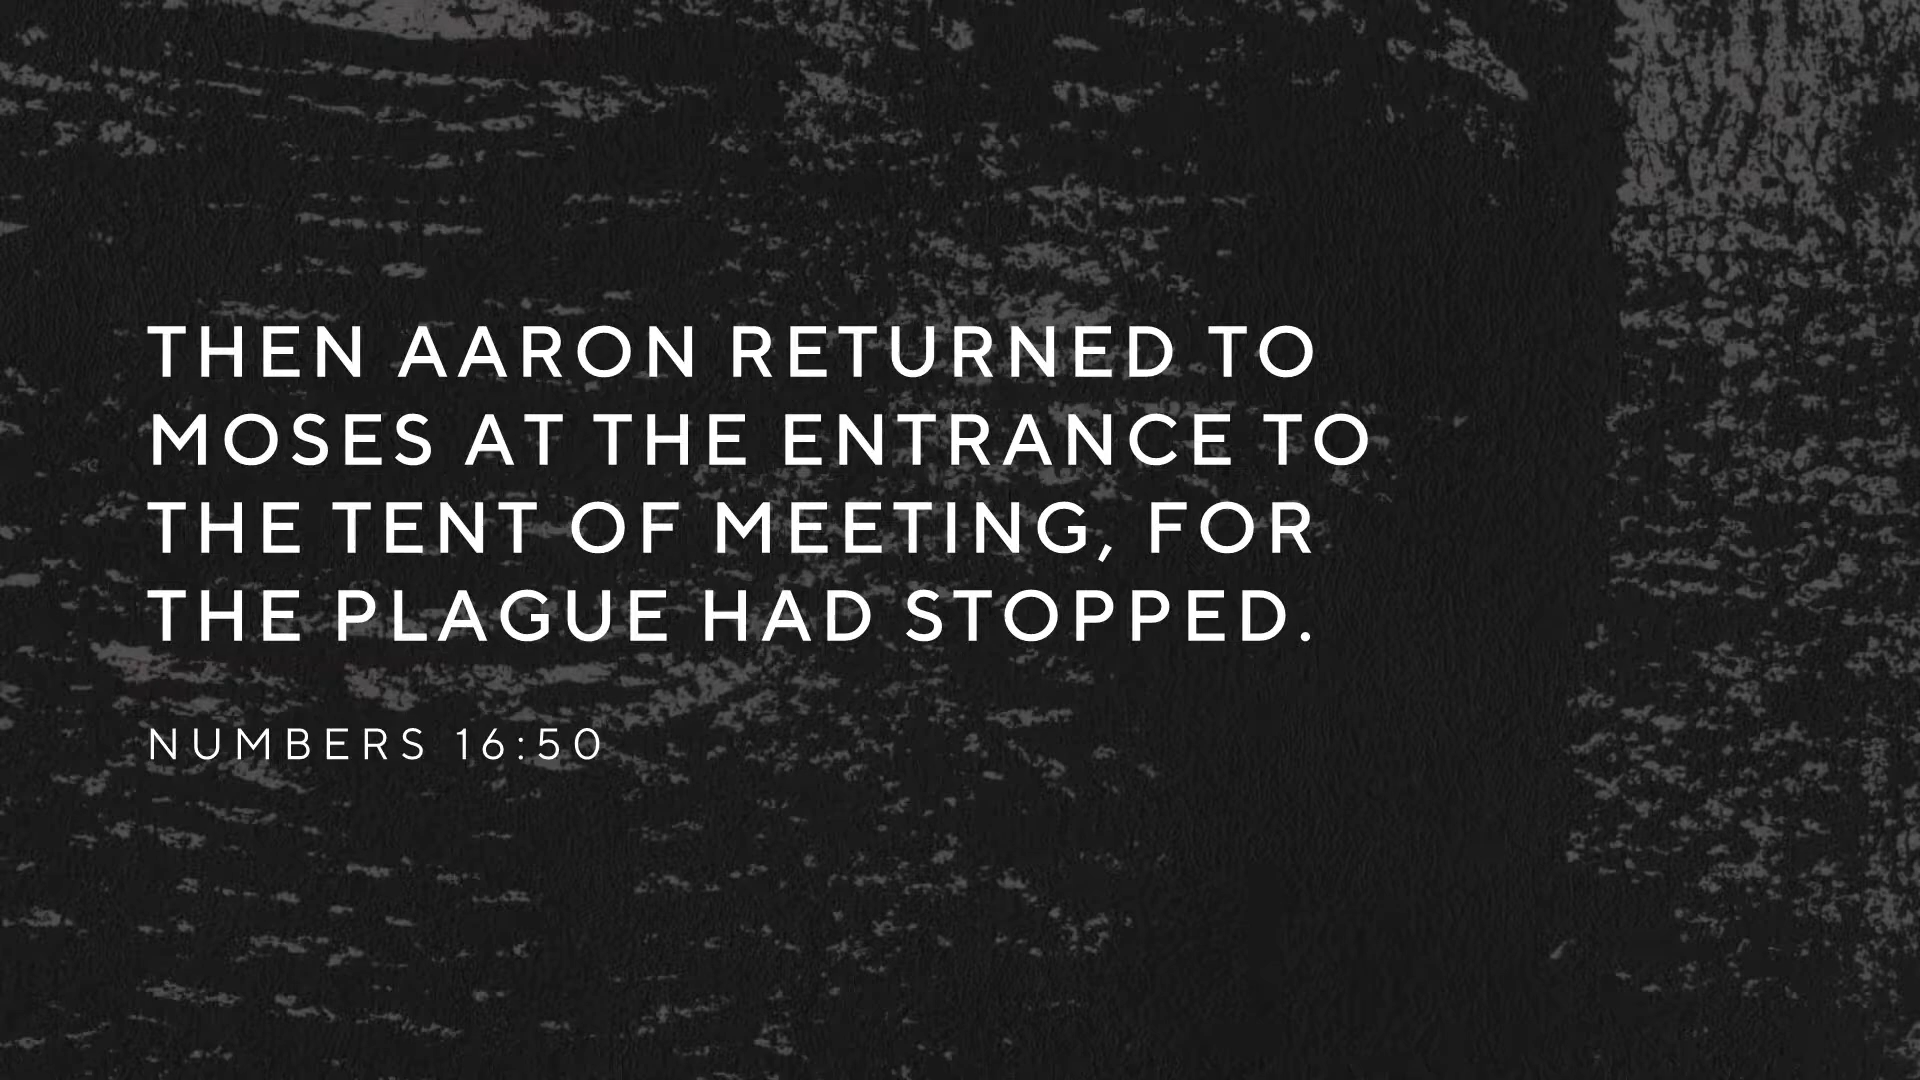 THEN AARON RETURNED TO
MOSES AT THE ENTRANCE TO
THE TENT OF MEETING, FOR
THE PLAGUE HAD STOPPED.
NUMBERS 16:50